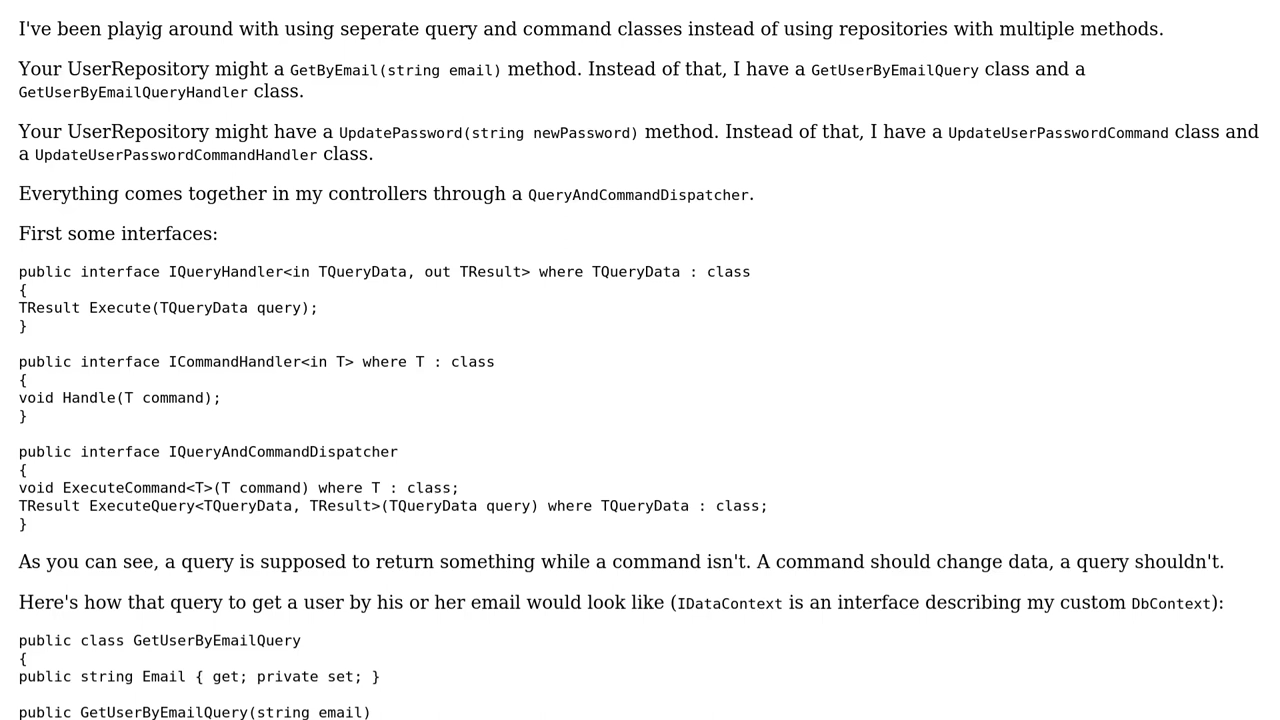 I've been playig around with using seperate query and command classes instead of using repositories with multiple methods.
Your UserRepository might a GetByEmail(string email) method. Instead of that, I have a GetUserByEmailQuery class and a
GetUserByEmailQueryHandler class.
Your UserRepository might have a UpdatePassword(string newPassword) method. Instead of that, I have a UpdateUserPasswordCommand class and
a UpdateUserPasswordCommandHandler class.
Everything comes together in my controllers through a QueryAndCommandDispatcher.
First some interfaces:
public interface IQueryHandler<in TQueryData, out TResult> where TQueryData : class
{
TResult Execute(TQueryData query);
}
public interface ICommandHandler<in T> where T : class
{
void Handle(T command);
}
public interface IQueryAndCommandDispatcher
{
void ExecuteCommand<T>(T command) where T : class;
TResult ExecuteQuery<TQueryData, TResult>(TQueryData query) where TQueryData : class;
}
As you can see, a query is supposed to return something while a command isn't. A command should change data, a query shouldn't.
Here's how that query to get a user by his or her email would look like (IDataContext is an interface describing my custom DbContext):
public class GetUserByEmailQuery
{
public string Email { get; private set; }
public GetUserByEmailQuery(string email)